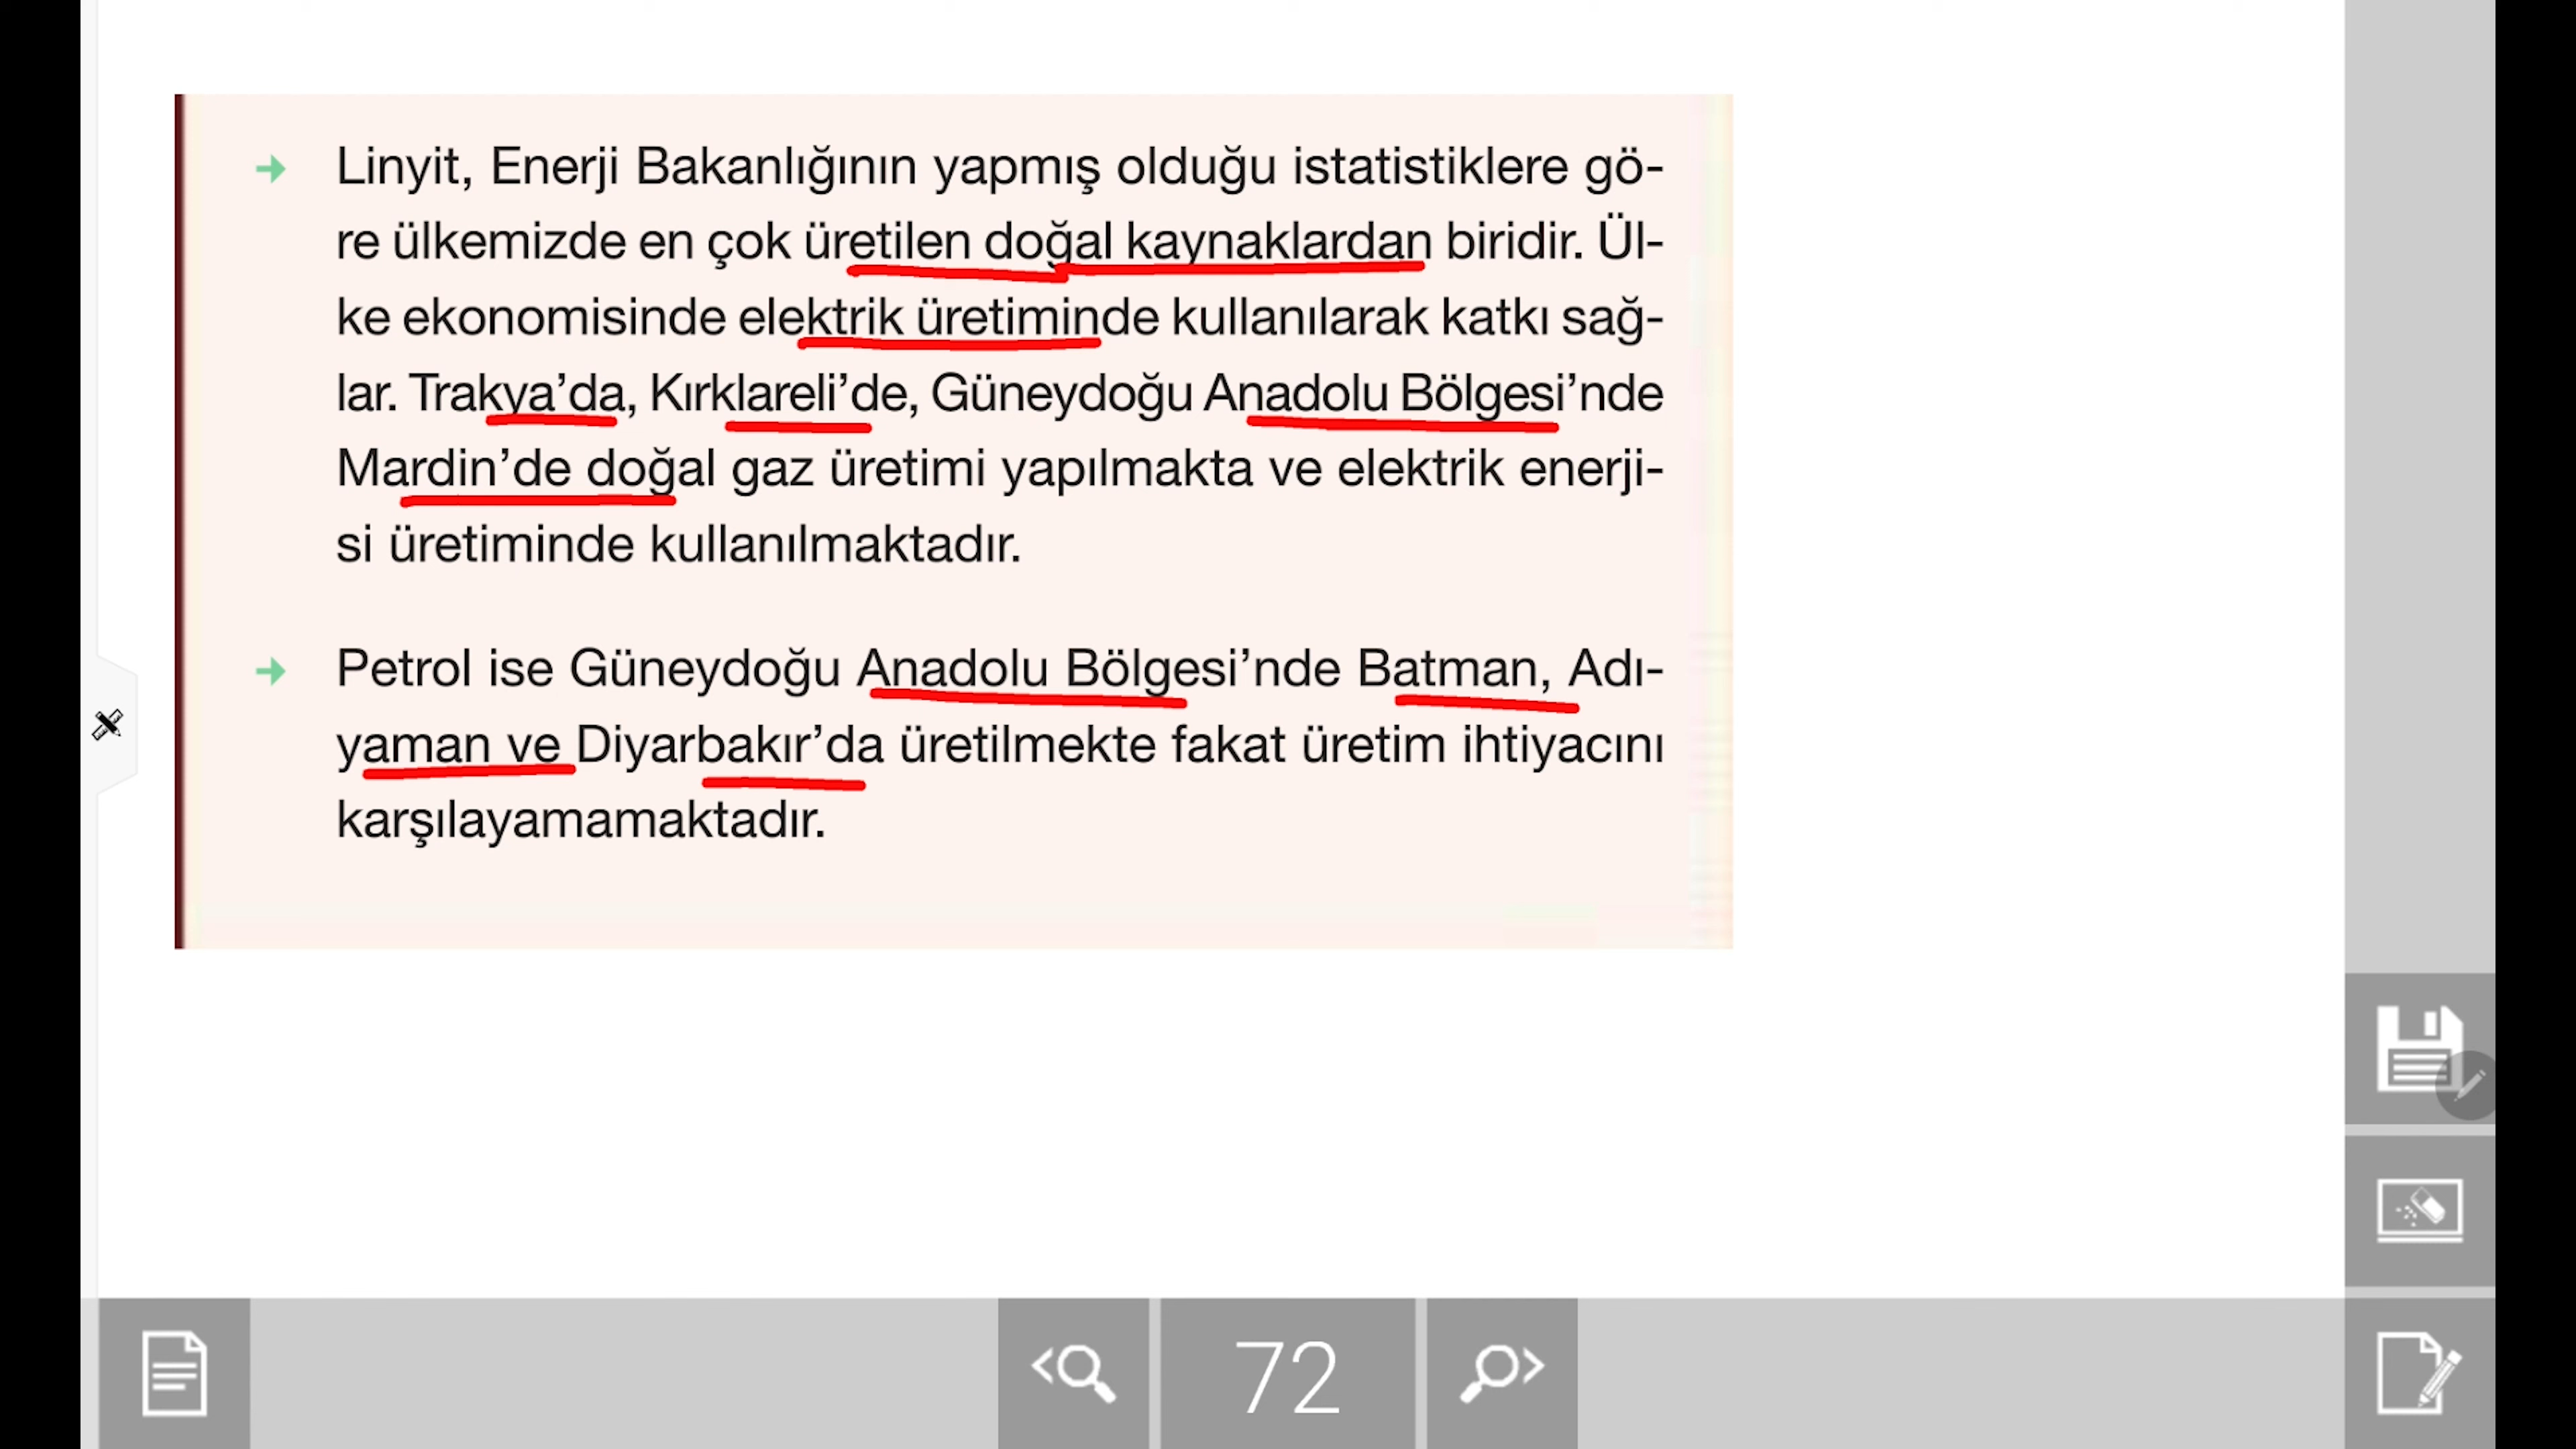 Linyit, Enerji Bakanlığının yapmış olduğu istatistiklere gö-
re ülkemizde en çok üretilen doğal kaynaklardan biridir. Ül-
ke ekonomisinde elektrik üretiminde kullanılarak katkı sağ-
lar. Trakya’da, Kırklareli’de, Güneydoğu Anadolu Bölgesi’nde
Mardin’de doğal gaz üretimi yapılmakta ve elektrik enerji-
si üretiminde kullanılmaktadır.
Petrol ise Güneydoğu Anadolu Bölgesi’nde Batman, Adı-
yaman ve Diyarbakır’da üretilmekte fakat üretim ihtiyacını
karşılayamamaktadır.
72